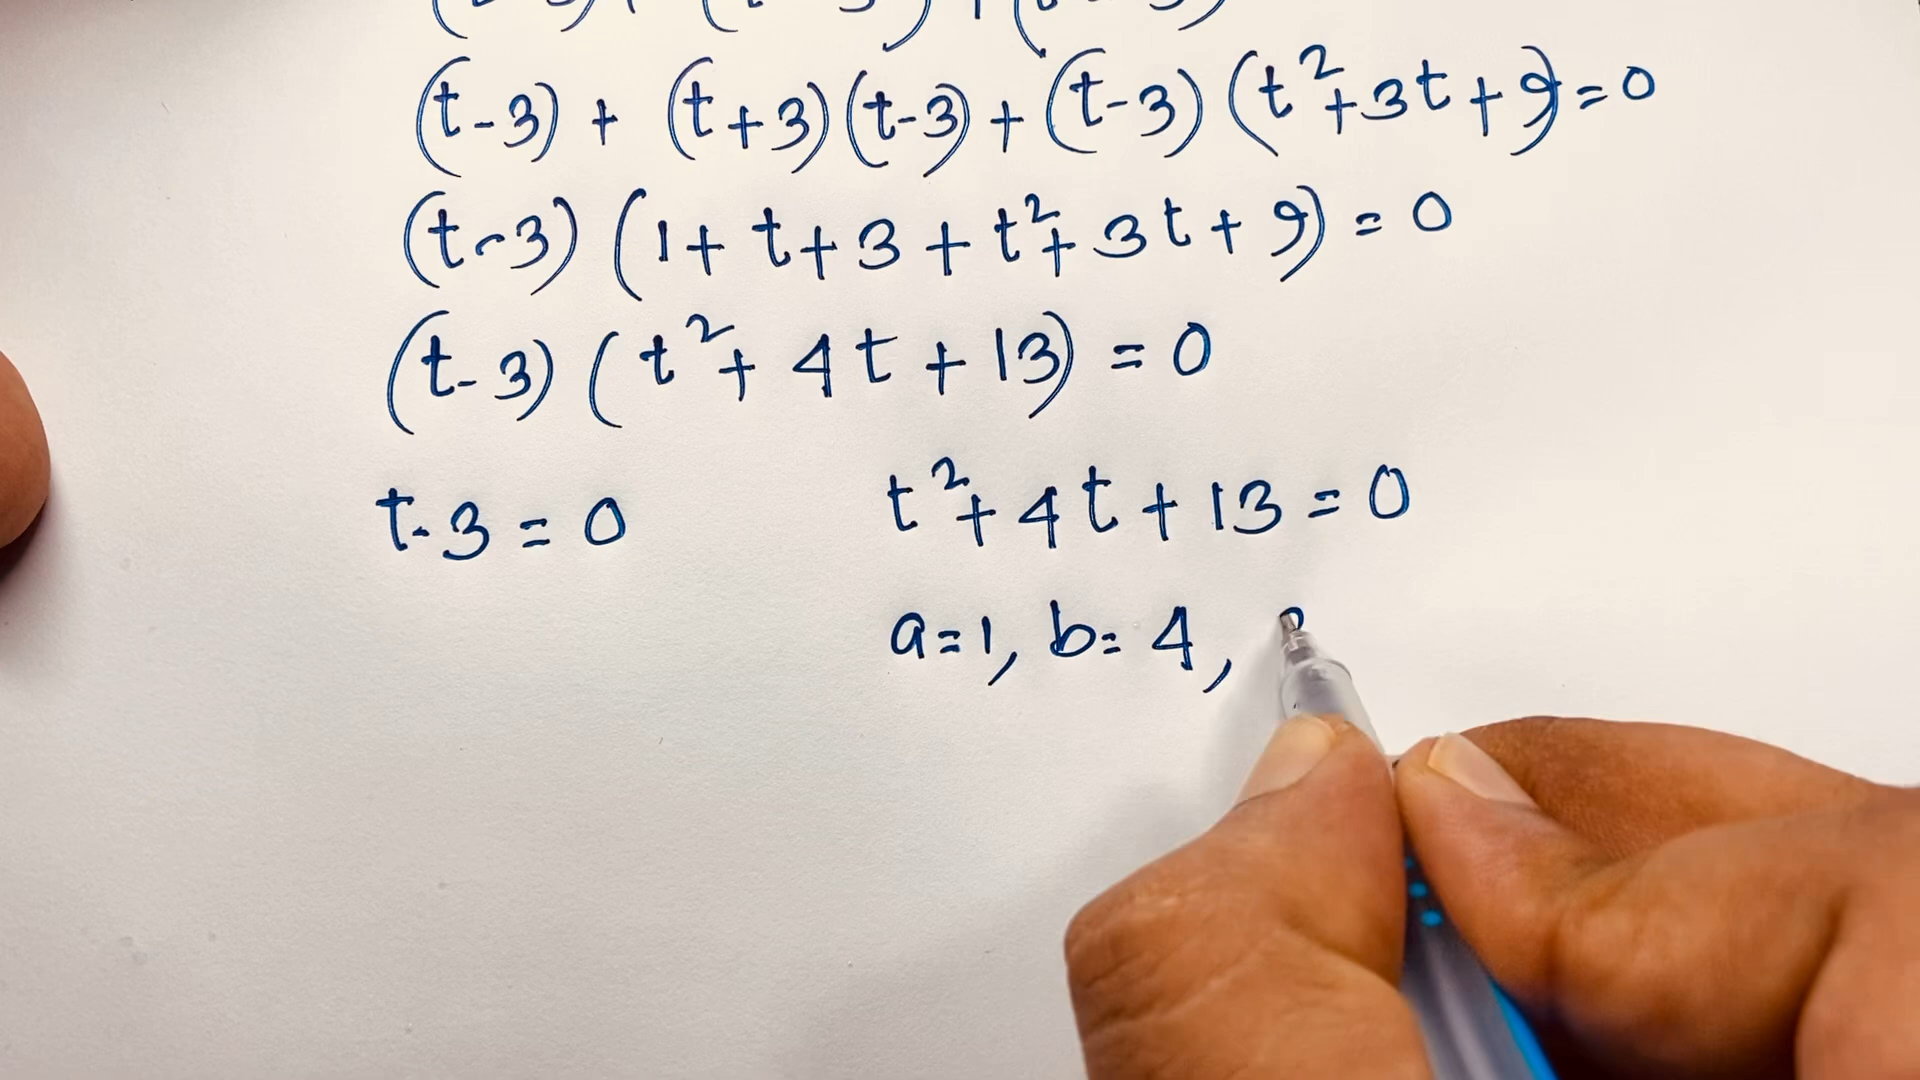 (t-3) + (t+3)(t-3) + (t-3)(t²+3t+9)=0
(t-3)(1+t+3+t²+3t+9)=0
(t-3)(t²+4t+13)=0
t-3=0 t²+4t+13=0
a=1, b=4,